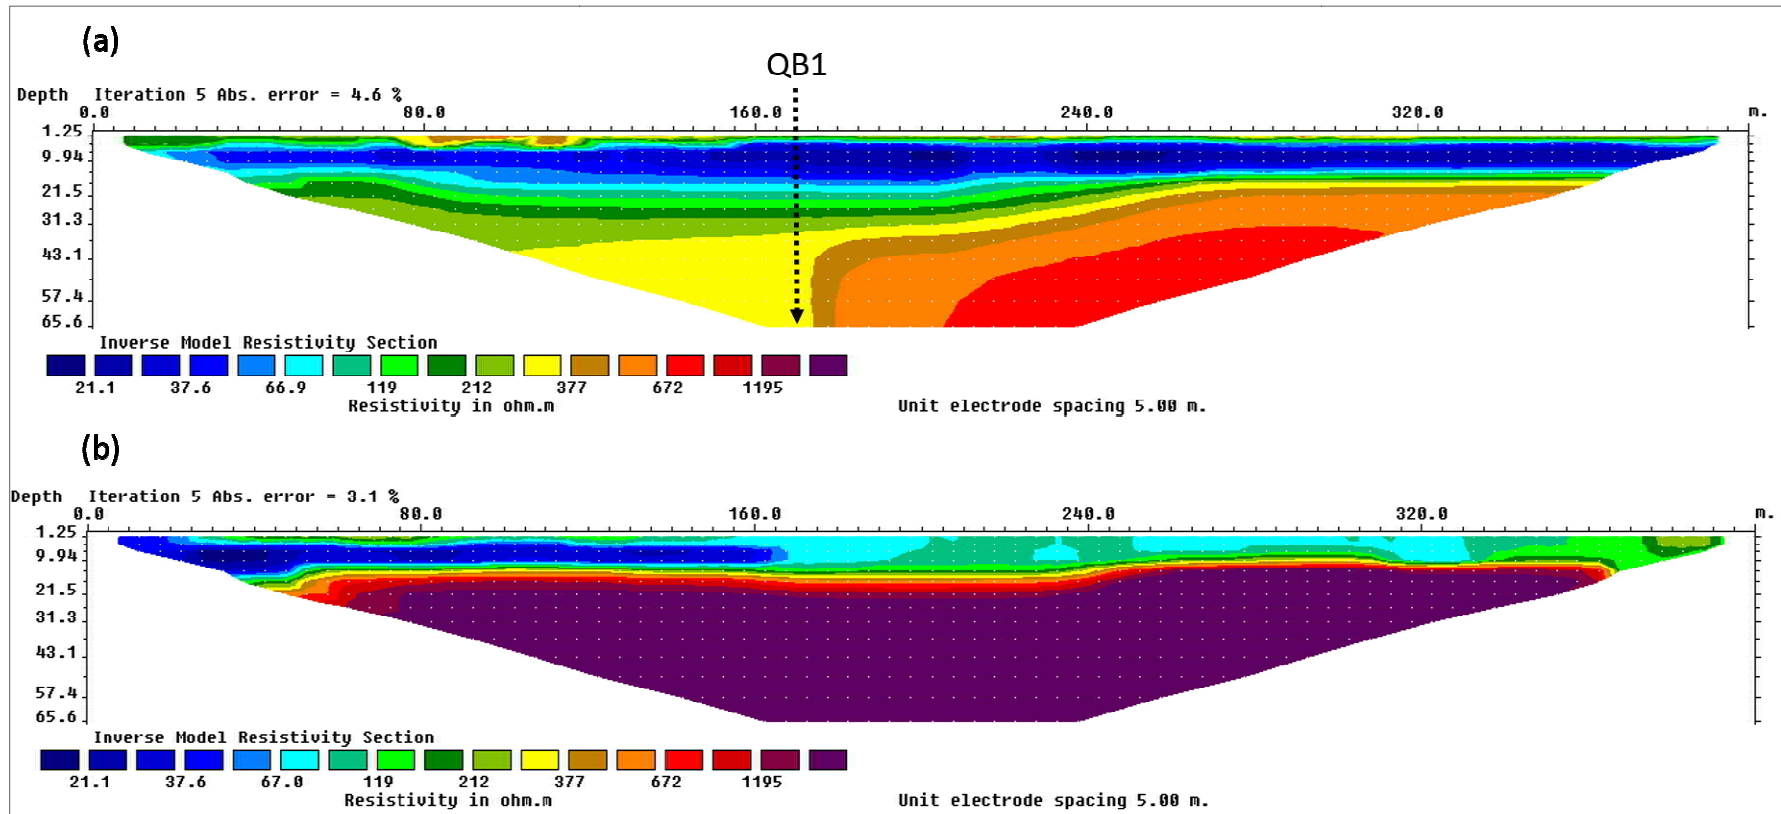 (a)
QB1
Depth Iteration 5 Abs. error = 4.6 %
0.0 80.0 160.0 240.0 320.0 m.
1.25
9.94
21.5
31.3
43.1
57.4
65.6
Inverse Model Resistivity Section
21.1 37.6 66.9 119 212 377 672 1195
Resistivity in ohm.m Unit electrode spacing 5.00 m.
(b)
Depth Iteration 5 Abs. error = 3.1 %
0.0 80.0 160.0 240.0 320.0 m.
1.25
9.94
21.5
31.3
43.1
57.4
65.6
Inverse Model Resistivity Section
21.1 37.6 67.0 119 212 377 672 1195
Resistivity in ohm.m Unit electrode spacing 5.00 m.